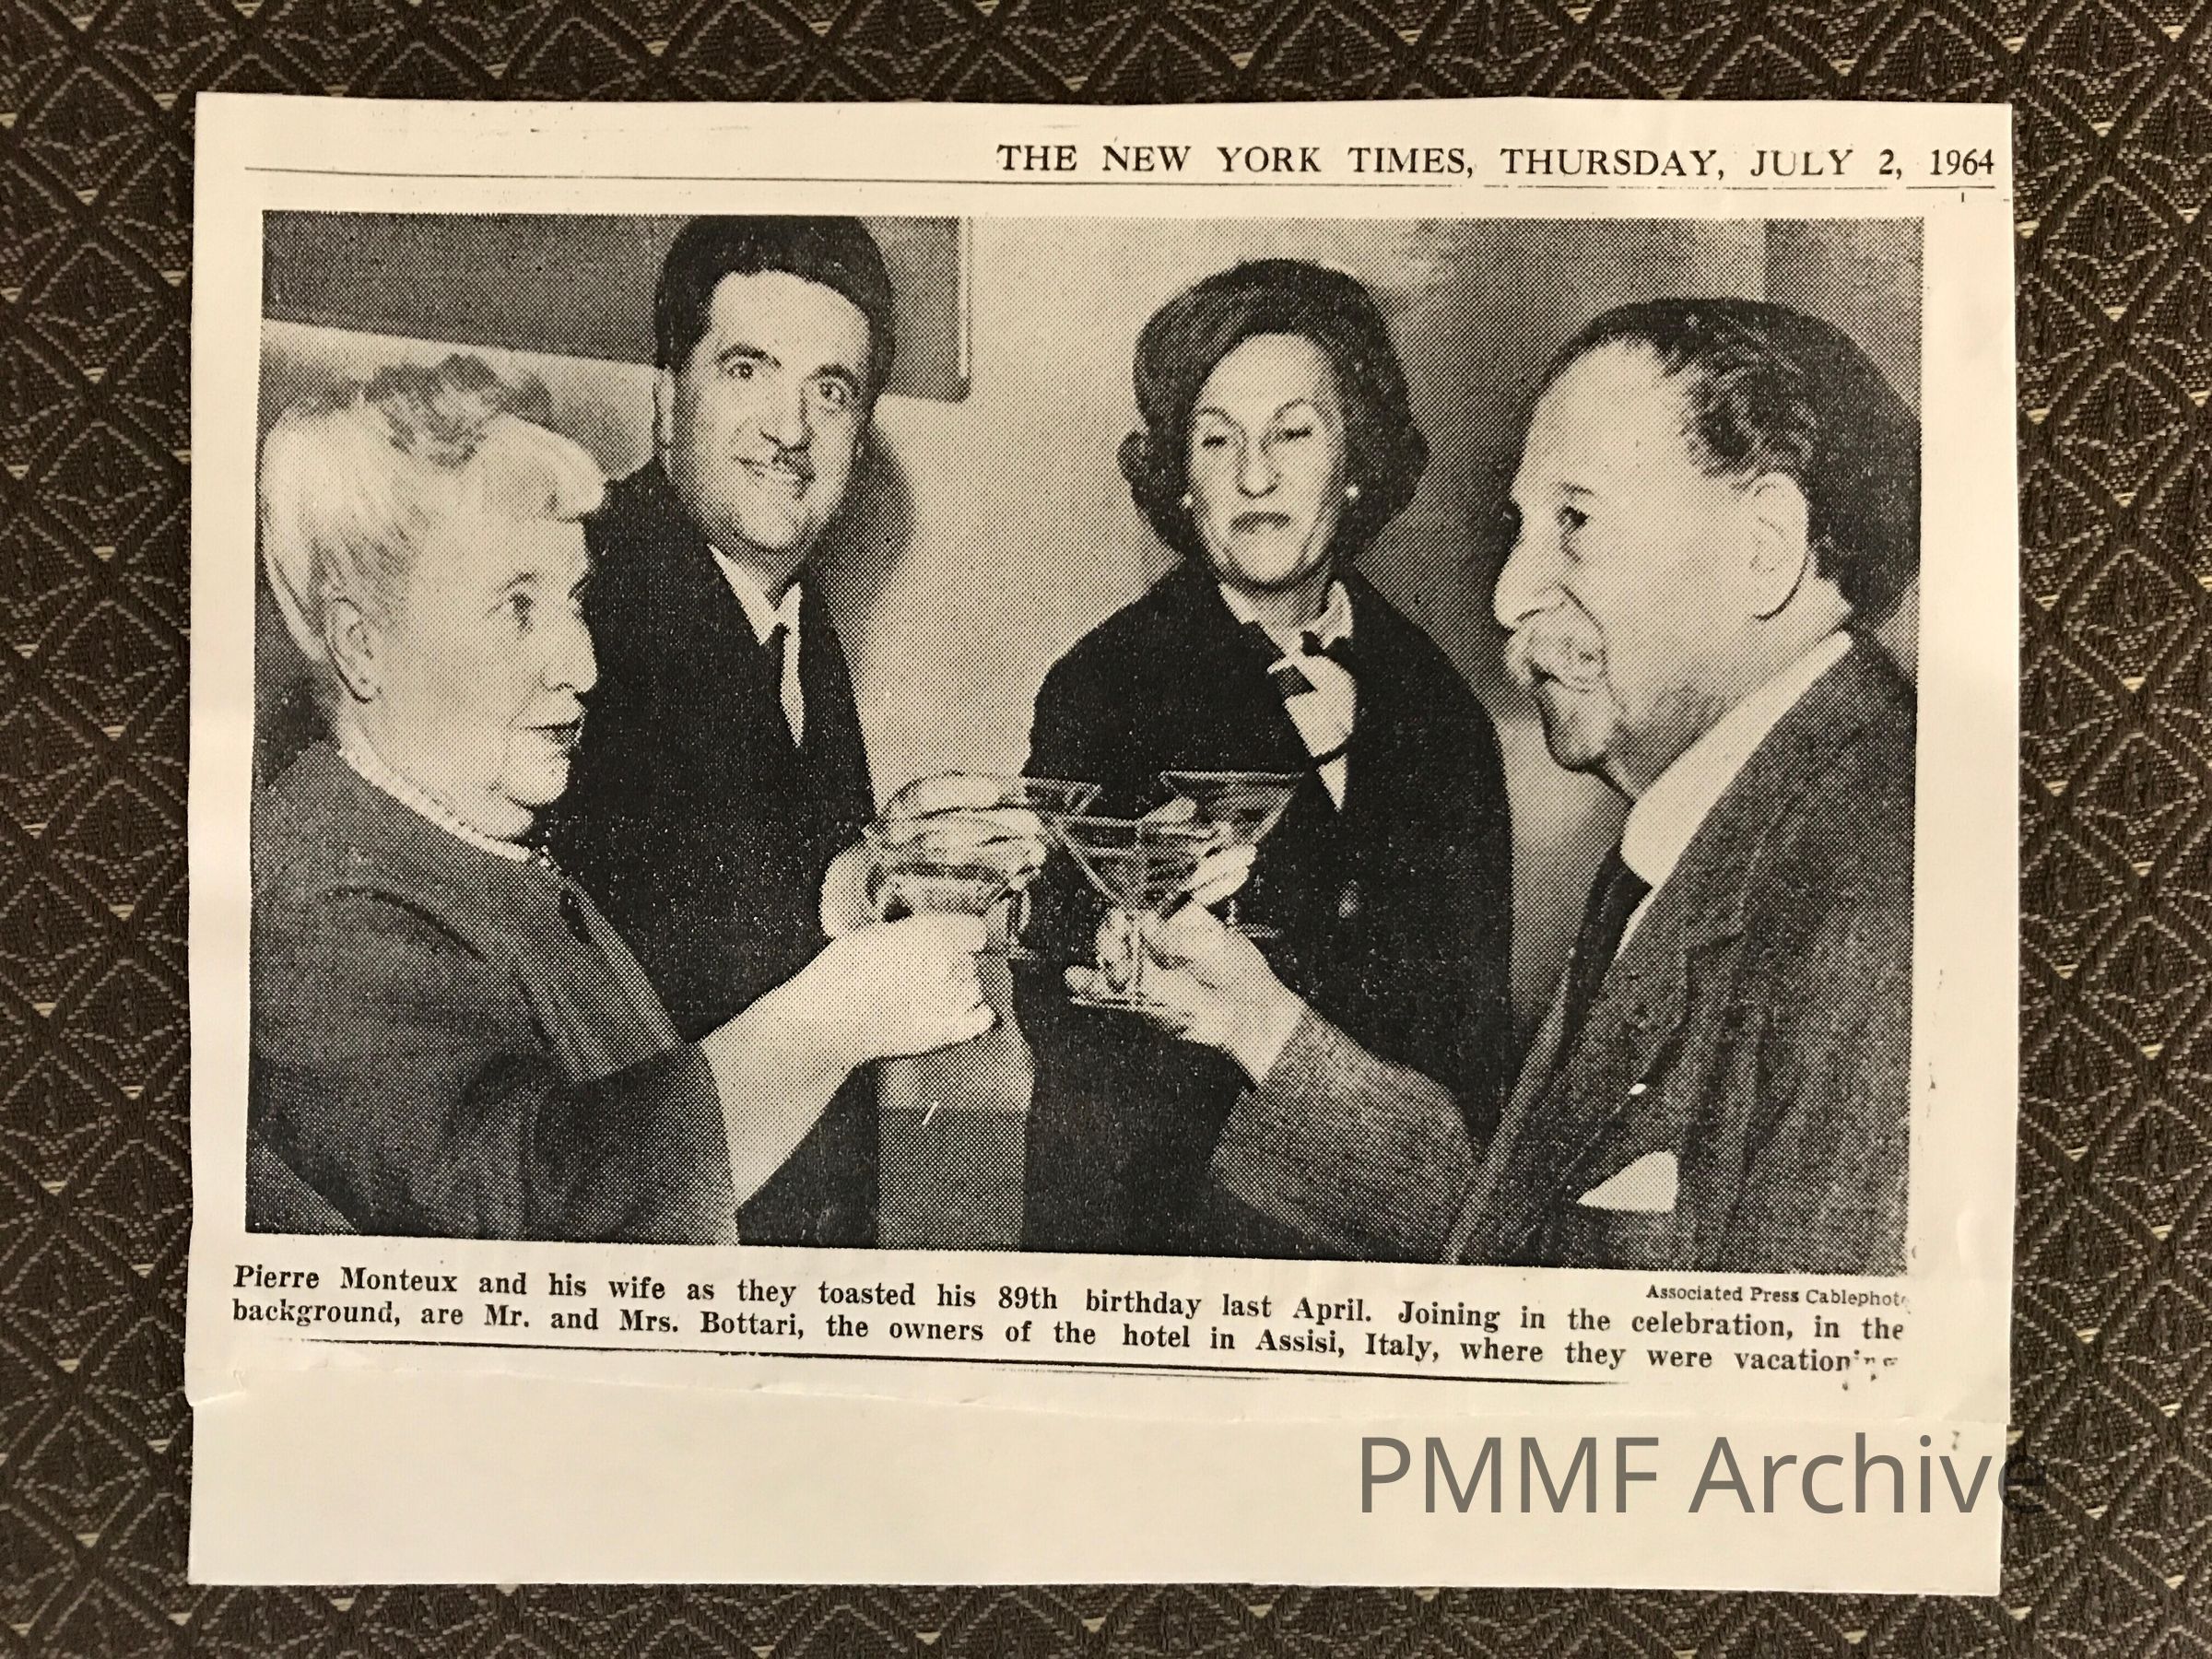 THE NEW YORK TIMES, THURSDAY, JULY 2, 1964
Associated Press Cablephoto
Pierre Monteux and his wife as they toasted his 89th birthday last April. Joining in the celebration, in the
background, are Mr. and Mrs. Bottari, the owners of the hotel in Assisi, Italy, where they were vacationing
PMMF Archive